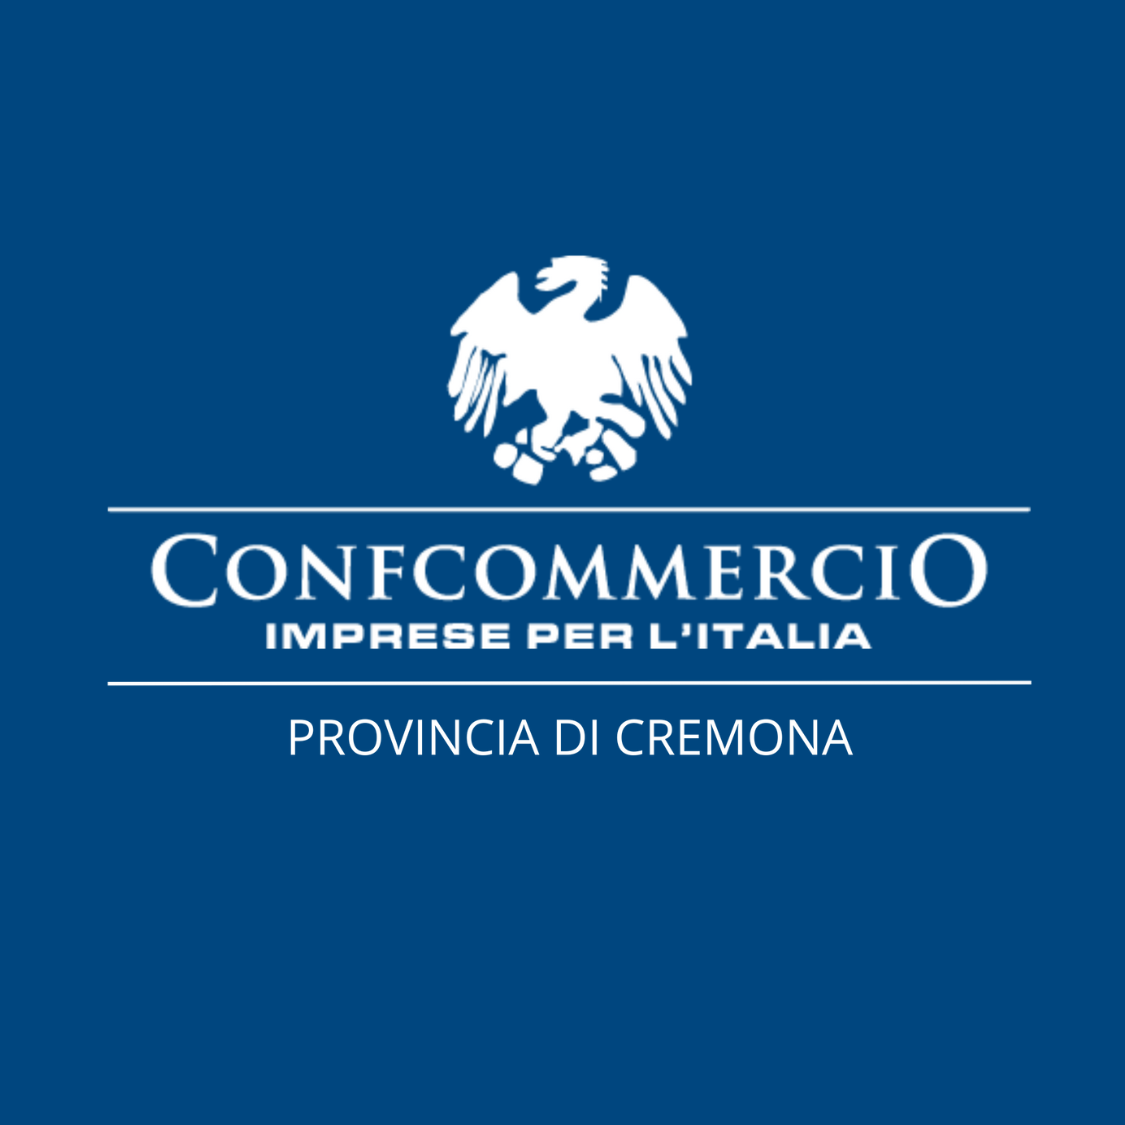 CONFCOMMERCIO
IMPRESE PER L'ITALIA
PROVINCIA DI CREMONA